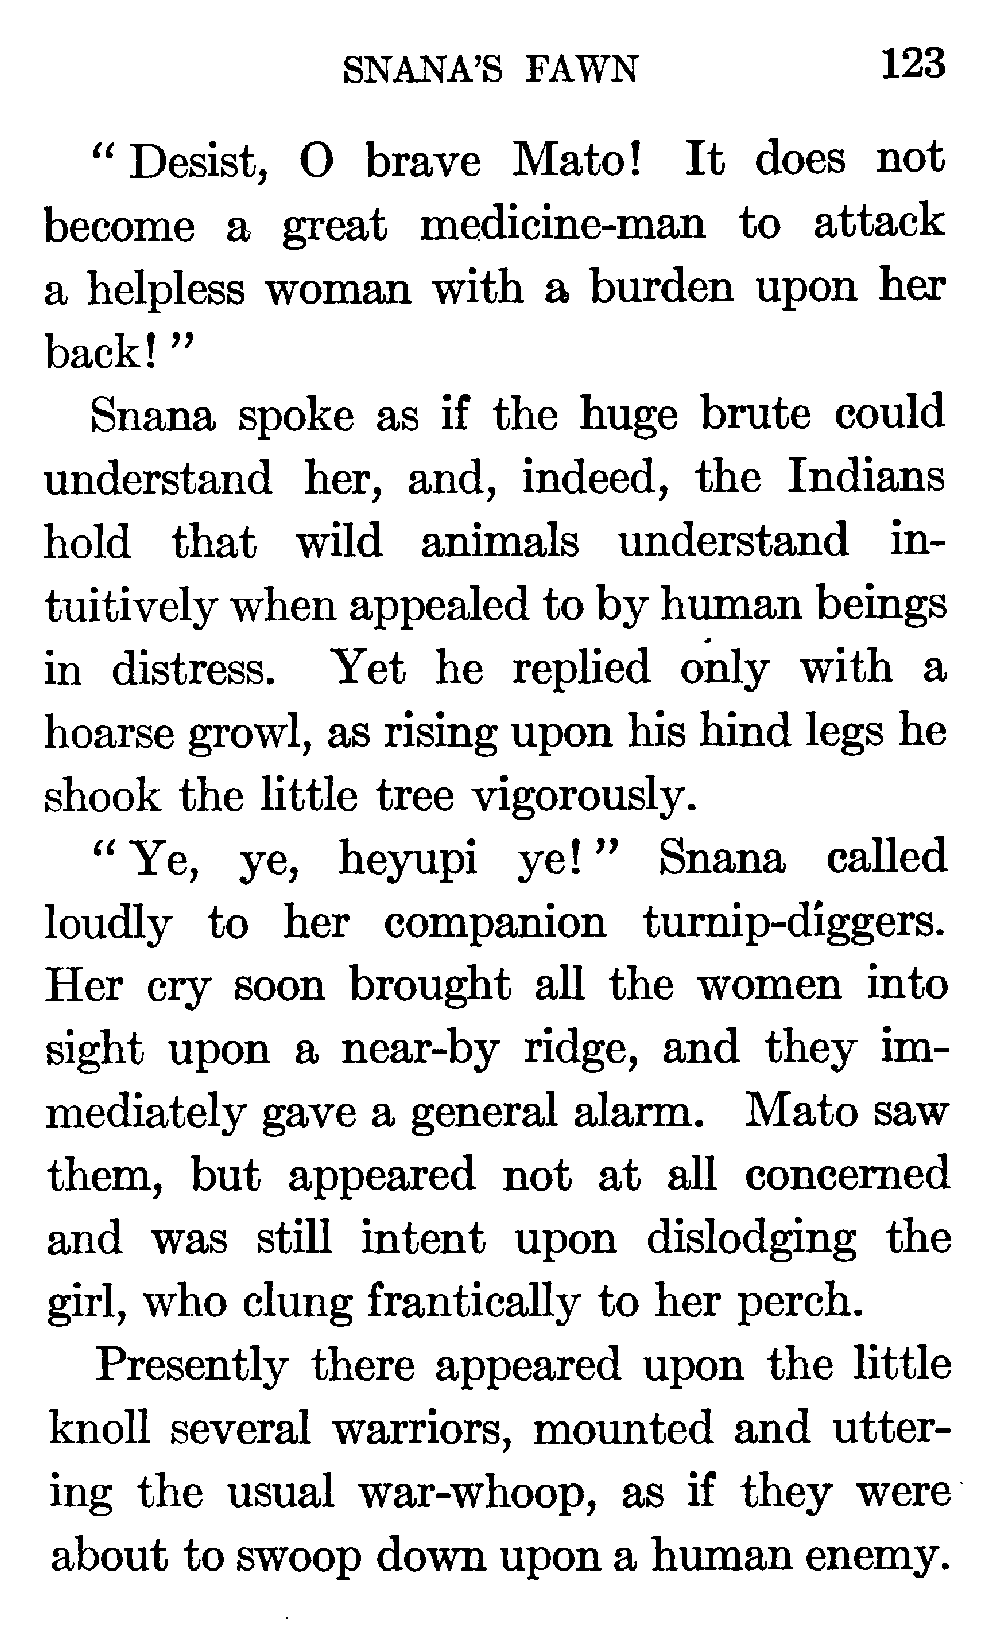 SNANA'S FAWN 123
" Desist, O brave Mato! It does not
become a great medicine-man to attack
a helpless woman with a burden upon her
back! "
Snana spoke as if the huge brute could
understand her, and, indeed, the Indians
hold that wild animals understand in-
tuitively when appealed to by human beings
in distress. Yet he replied only with a
hoarse growl, as rising upon his hind legs he
shook the little tree vigorously.
" Ye, ye, heyupi ye! " Snana called
loudly to her companion turnip-diggers.
Her cry soon brought all the women into
sight upon a near-by ridge, and they im-
mediately gave a general alarm. Mato saw
them, but appeared not at all concerned
and was still intent upon dislodging the
girl, who clung frantically to her perch.
Presently there appeared upon the little
knoll several warriors, mounted and utter-
ing the usual war-whoop, as if they were
about to swoop down upon a human enemy.